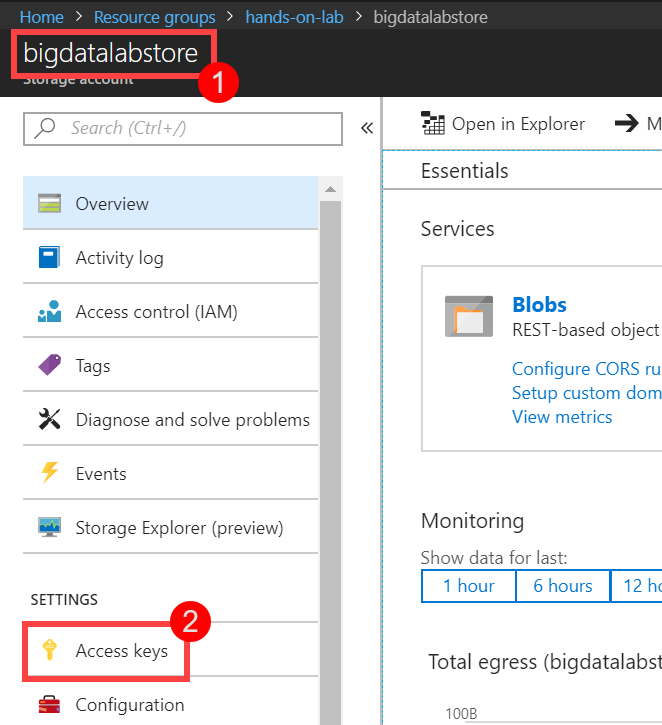 Home > Resource groups > hands-on-lab > bigdatalabstore
bigdatalabstore
1
Storage account
Search (Ctrl+/)
«
Open in Explorer
M
Overview
Activity log
Access control (IAM)
Tags
Diagnose and solve problems
Events
Storage Explorer (preview)
SETTINGS
2
Access keys
Configuration
Essentials
Services
Blobs
REST-based object
Configure CORS ru
Setup custom dom
View metrics
Monitoring
Show data for last:
1 hour 6 hours 12 ho
Total egress (bigdatalabst
100B